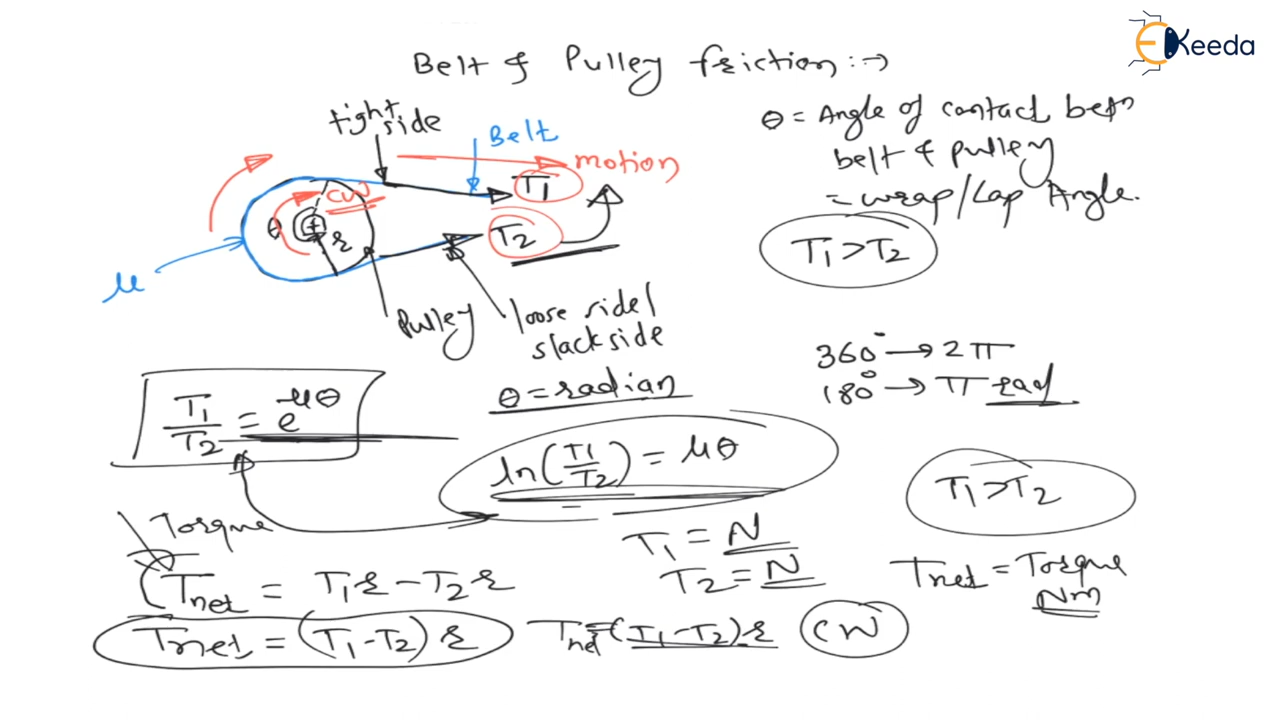 EKeeda
Belt & Pulley friction :→
θ = Angle of contact betn
belt & pulley
= wrap/Lap Angle.
T1 > T2
tight
side
Belt
motion
T1
CW
θ
r
T2
μ
Pulley
loose side/
slack side
360° → 2π
180° → π rad
T1/T2 = e^μθ
θ = radian
ln(T1/T2) = μθ
T1 > T2
Torque
T1 = N
T2 = N
Tnet = T1r - T2r
Tnet = Torque
Nm
Tnet = (T1-T2) r
Tnet = (T1-T2) r CW